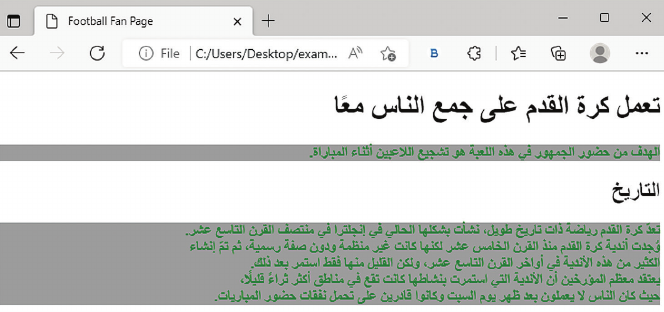 Football Fan Page
File
C:/Users/Desktop/exam...
تعمل كرة القدم على جمع الناس معًا
الهدف من حضور الجمهور في هذه اللعبة هو تشجيع اللاعبين أثناء المباراة.
التاريخ
تعدّ كرة القدم رياضة ذات تاريخ طويل، نشأت بشكلها الحالي في إنجلترا في منتصف القرن التاسع عشر.
وُجدت أندية كرة القدم منذ القرن الخامس عشر لكنها كانت غير منظمة ودون صفة رسمية، ثم تمّ إنشاء
الكثير من هذه الأندية في أواخر القرن التاسع عشر، ولكن القليل منها فقط استمر بعد ذلك.
يعتقد معظم المؤرخين أن الأندية التي استمرت بنشاطها كانت تقع في مناطق أكثر ثراءً قليلًا،
حيث كان الناس لا يعملون بعد ظهر يوم السبت وكانوا قادرين على تحمل نفقات حضور المباريات.